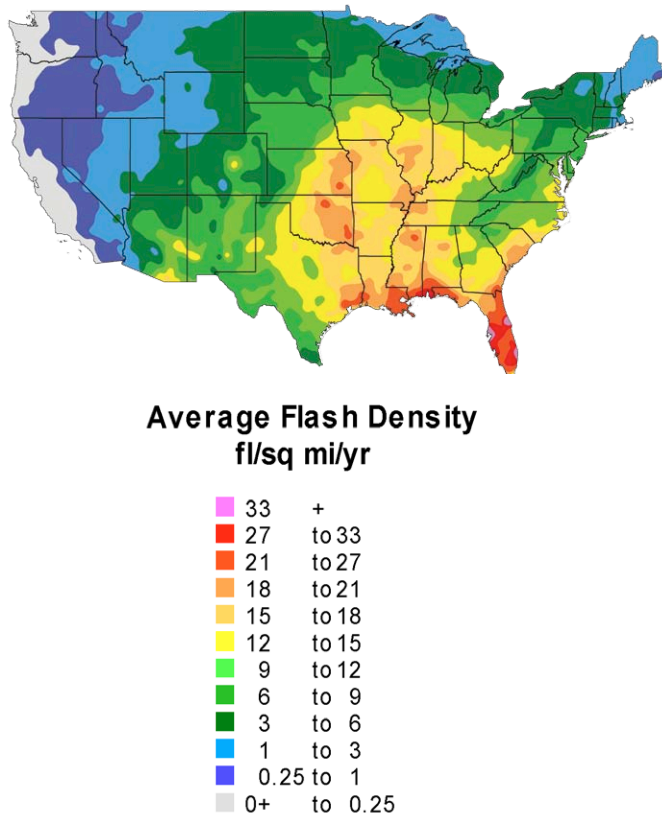 Average Flash Density
fl/sq mi/yr
33 +
27 to 33
21 to 27
18 to 21
15 to 18
12 to 15
9 to 12
6 to 9
3 to 6
1 to 3
0.25 to 1
0+ to 0.25